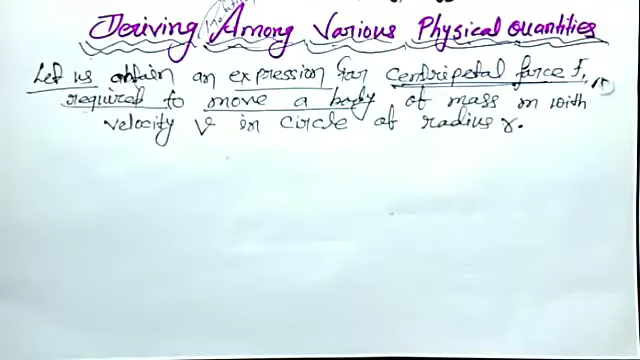 Deriving Among Various Physical Quantities
Let us obtain an expression for centripetal force F,
required to move a body of mass m with
velocity v in circle of radius r.